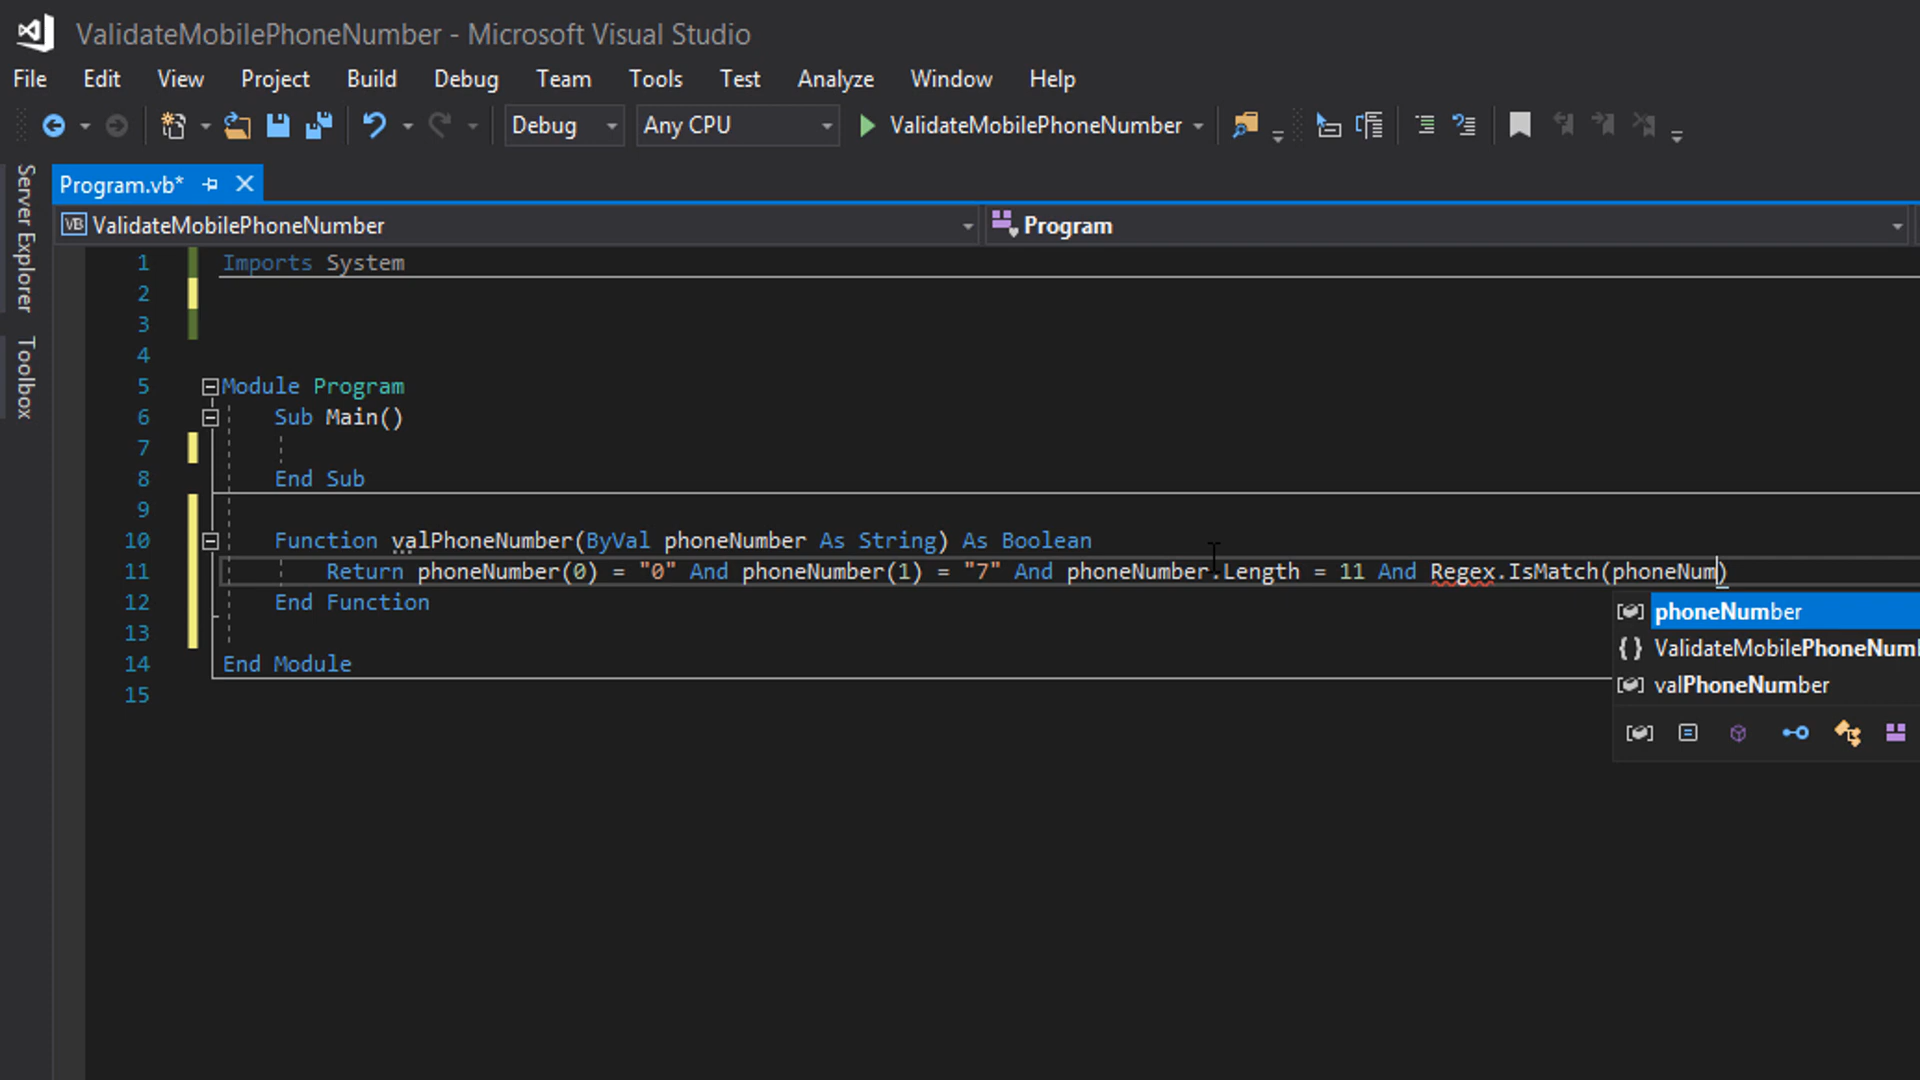 ValidateMobilePhoneNumber - Microsoft Visual Studio
File Edit View Project Build Debug Team Tools Test Analyze Window Help
Debug Any CPU ValidateMobilePhoneNumber
Server Explorer
Toolbox
Program.vb*
VB ValidateMobilePhoneNumber Program
1 Imports System
2
3
4
5 Module Program
6 Sub Main()
7
8 End Sub
9
10 Function valPhoneNumber(ByVal phoneNumber As String) As Boolean
11 Return phoneNumber(0) = "0" And phoneNumber(1) = "7" And phoneNumber.Length = 11 And Regex.IsMatch(phoneNum)
12 End Function
13
14 End Module
15
phoneNumber
{ } ValidateMobilePhoneNum
valPhoneNumber